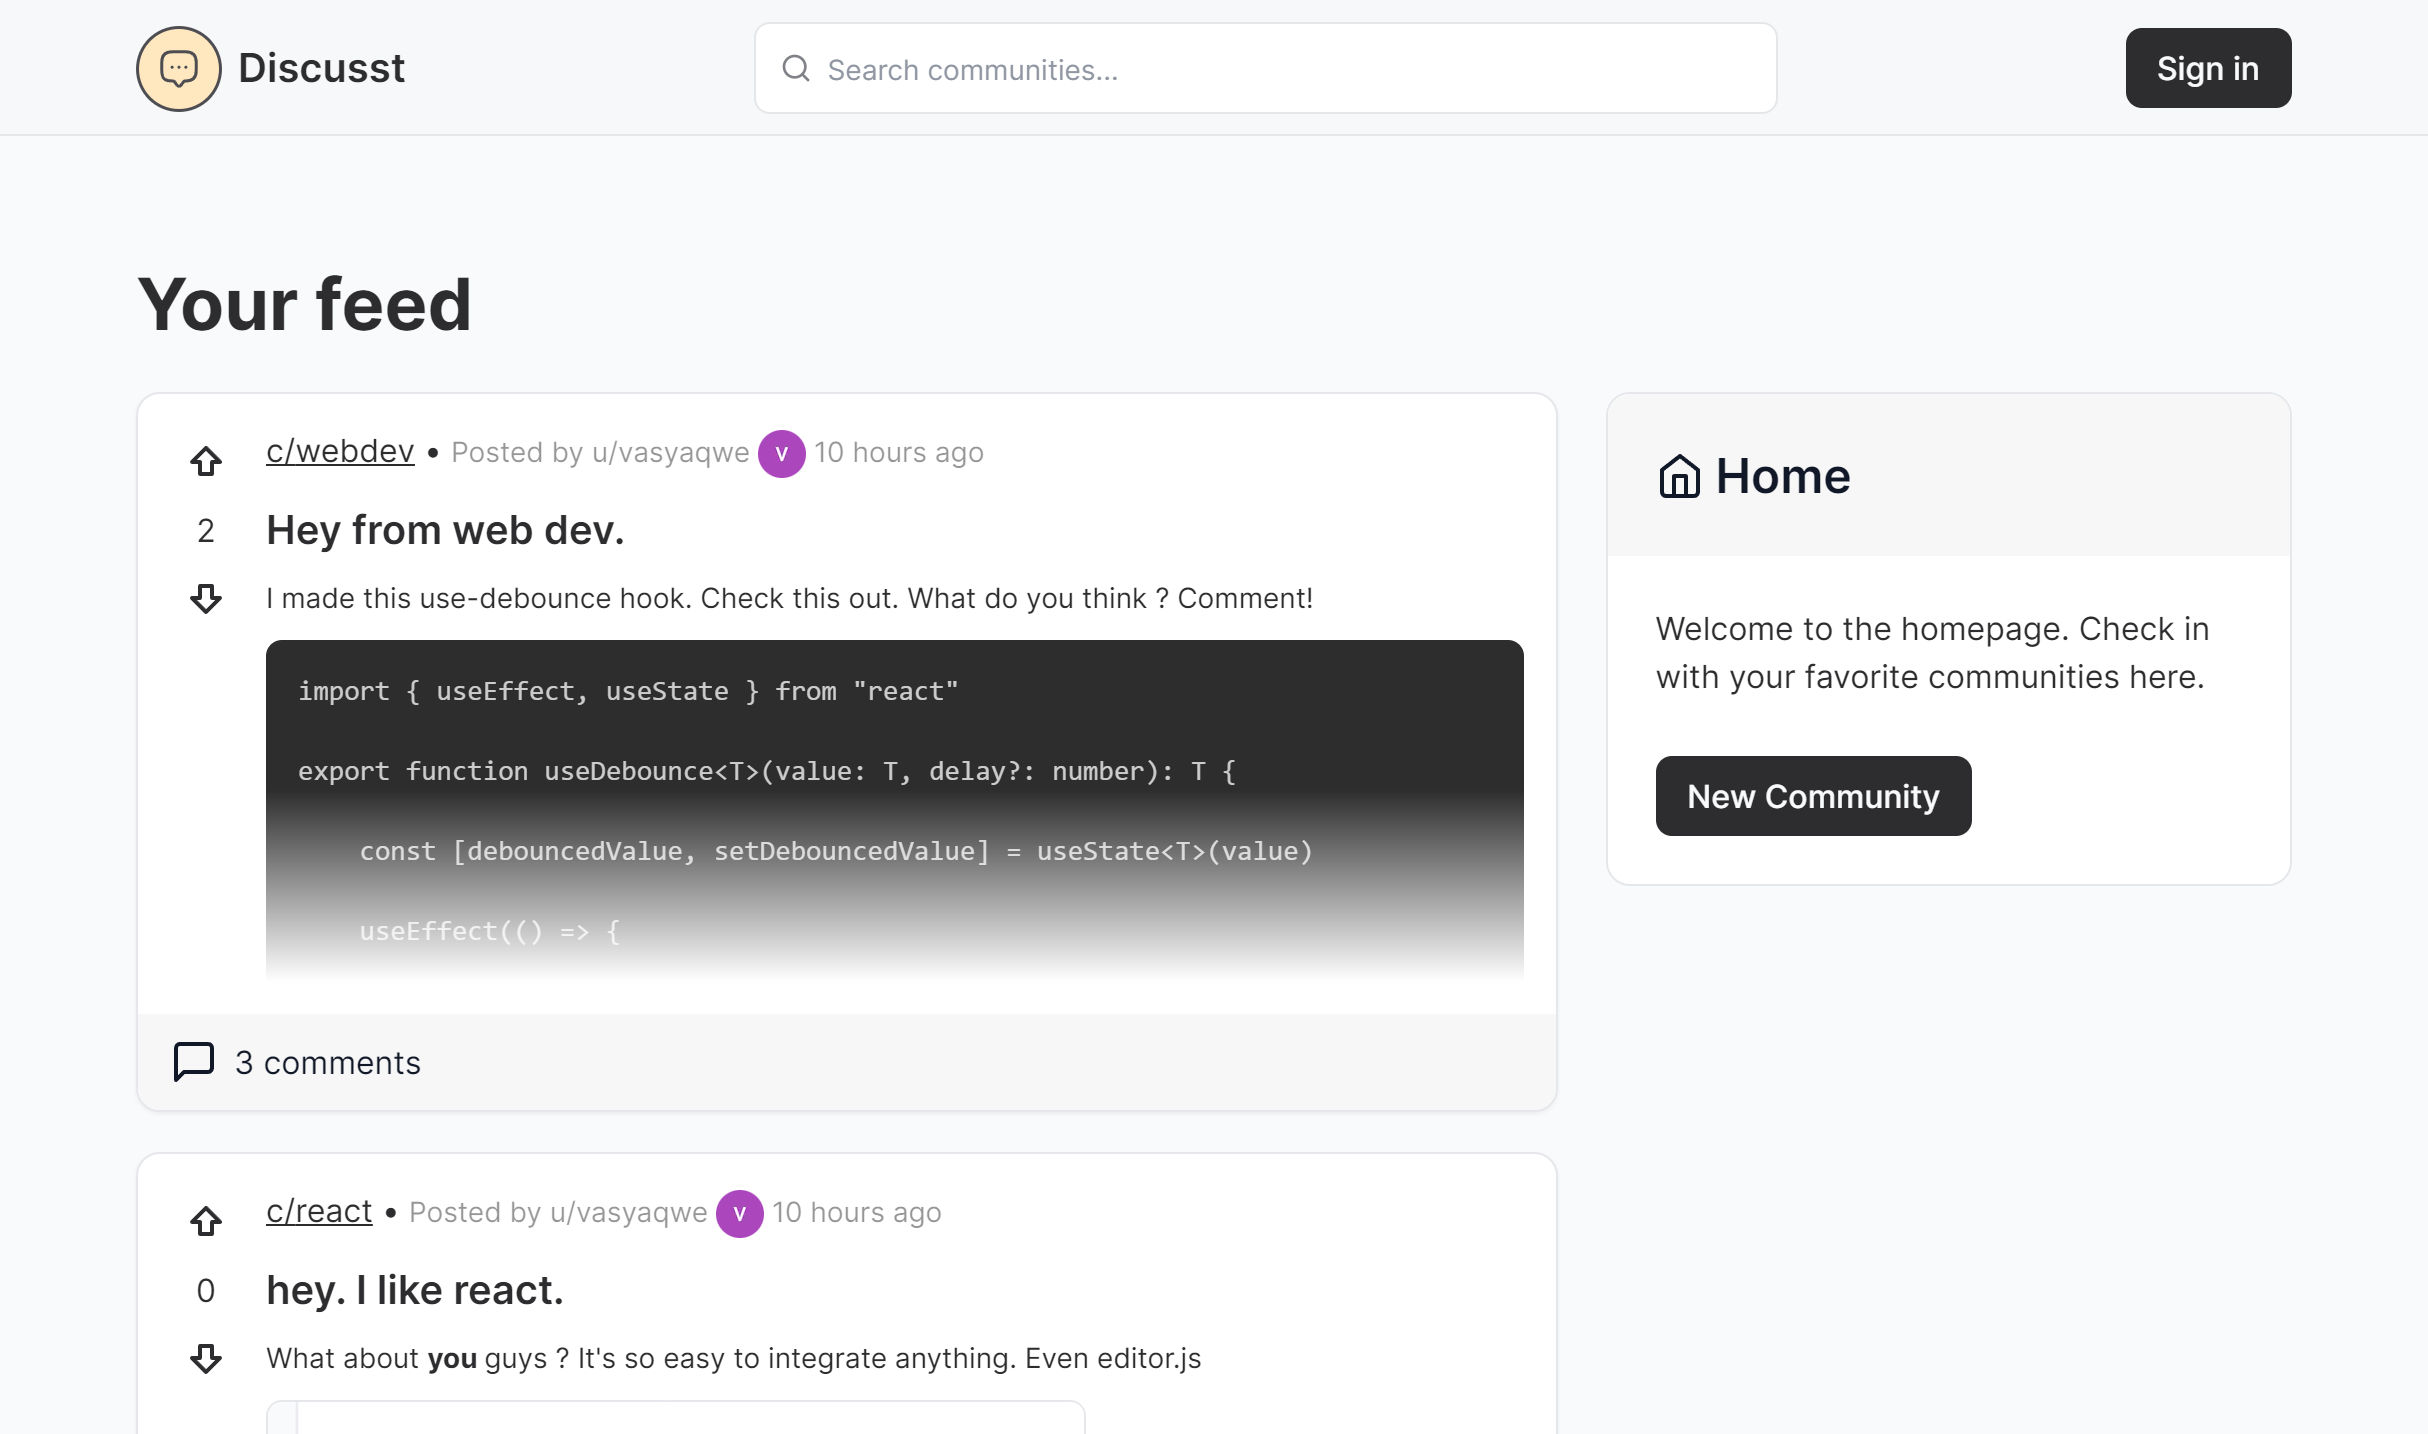 Discusst
Search communities...
Sign in
Your feed
c/webdev • Posted by u/vasyaqwe V 10 hours ago
2
Hey from web dev.
I made this use-debounce hook. Check this out. What do you think ? Comment!
import { useEffect, useState } from "react"
export function useDebounce<T>(value: T, delay?: number): T {
    const [debouncedValue, setDebouncedValue] = useState<T>(value)
    useEffect(() => {
3 comments
Home
Welcome to the homepage. Check in
with your favorite communities here.
New Community
c/react • Posted by u/vasyaqwe V 10 hours ago
0
hey. I like react.
What about you guys ? It's so easy to integrate anything. Even editor.js